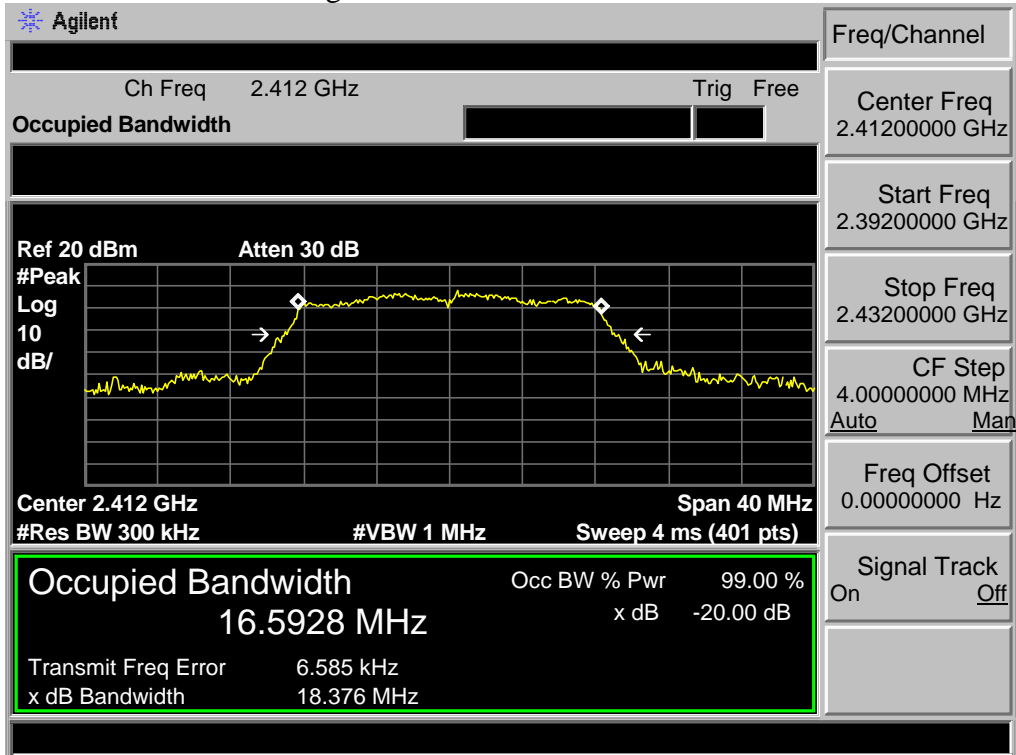 Agilent
Freq/Channel
Ch Freq 2.412 GHz Trig Free
Occupied Bandwidth
Center Freq
2.41200000 GHz
Start Freq
2.39200000 GHz
Stop Freq
2.43200000 GHz
CF Step
4.00000000 MHz
Auto Man
Freq Offset
0.00000000 Hz
Signal Track
On Off
Ref 20 dBm Atten 30 dB
#Peak
Log
10
dB/
Center 2.412 GHz Span 40 MHz
#Res BW 300 kHz #VBW 1 MHz Sweep 4 ms (401 pts)
Occupied Bandwidth Occ BW % Pwr 99.00 %
16.5928 MHz x dB -20.00 dB
Transmit Freq Error 6.585 kHz
x dB Bandwidth 18.376 MHz